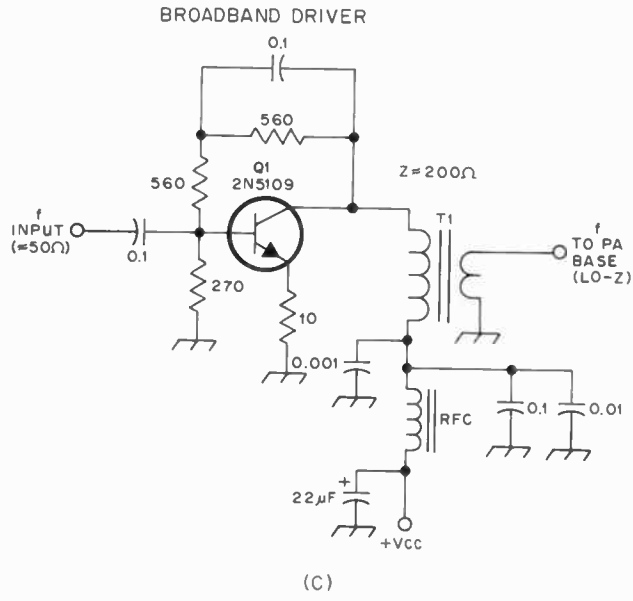 BROADBAND DRIVER
0.1
560
560
Q1
2N5109
Z≈200Ω
f
INPUT
(≈50Ω)
0.1
T1
f
TO PA
BASE
(LO-Z)
270
10
0.001
RFC
0.1
0.01
+
22µF
+VCC
(C)